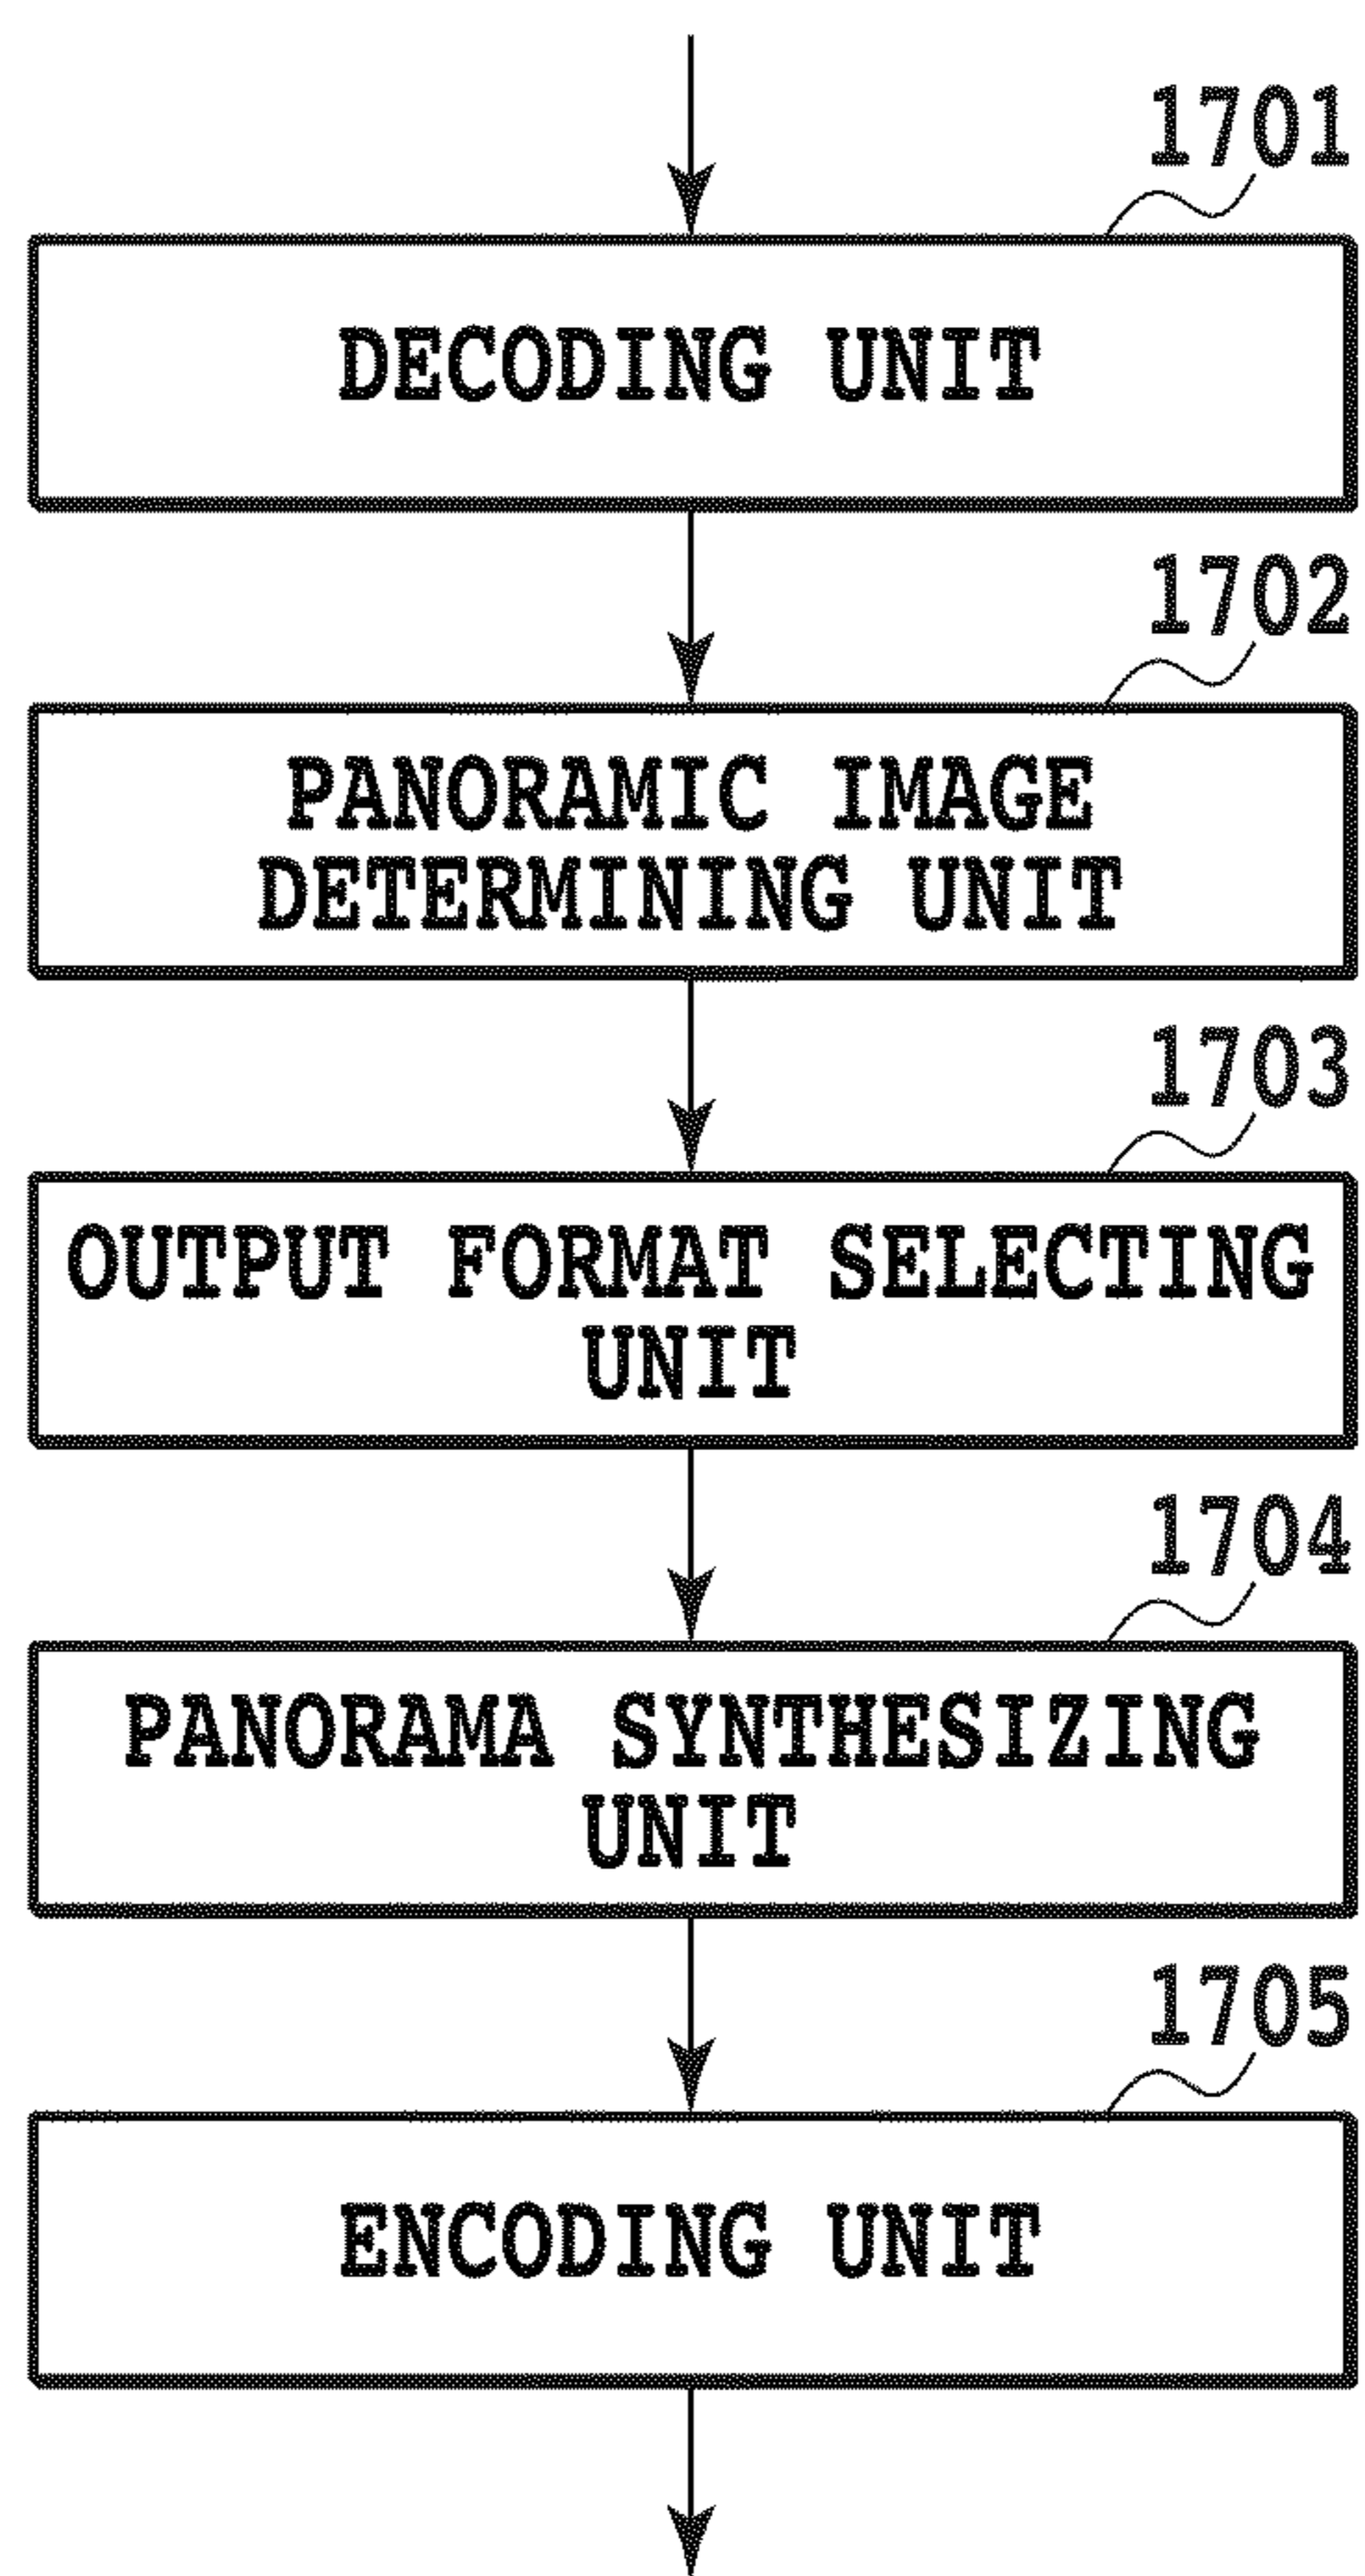 1701
DECODING UNIT
1702
PANORAMIC IMAGE
DETERMINING UNIT
1703
OUTPUT FORMAT SELECTING
UNIT
1704
PANORAMA SYNTHESIZING
UNIT
1705
ENCODING UNIT